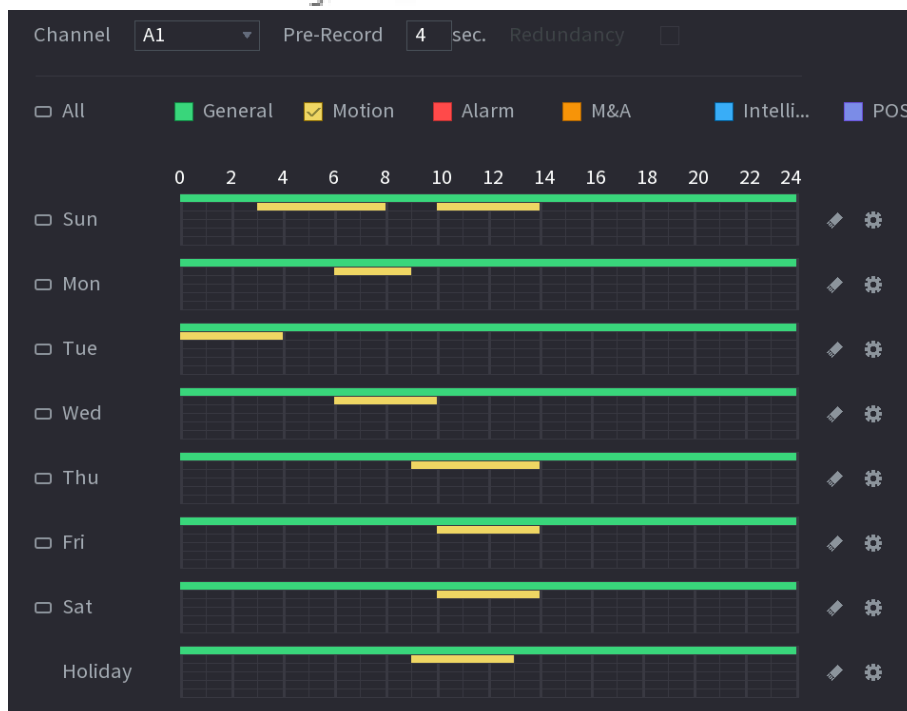 Channel A1 Pre-Record 4 sec. Redundancy
All General Motion Alarm M&A Intelli... POS
0 2 4 6 8 10 12 14 16 18 20 22 24
Sun
Mon
Tue
Wed
Thu
Fri
Sat
Holiday